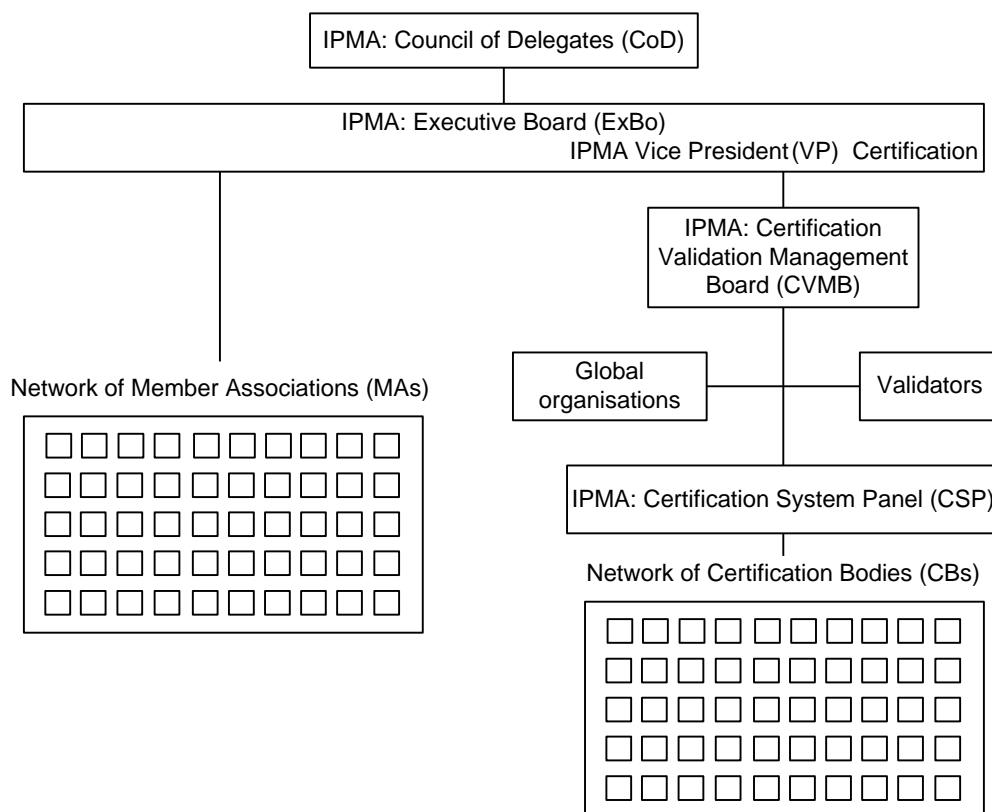 IPMA: Council of Delegates (CoD)
IPMA: Executive Board (ExBo)
IPMA Vice President (VP) Certification
IPMA: Certification
Validation Management
Board (CVMB)
Global
organisations
Validators
Network of Member Associations (MAs)
IPMA: Certification System Panel (CSP)
Network of Certification Bodies (CBs)